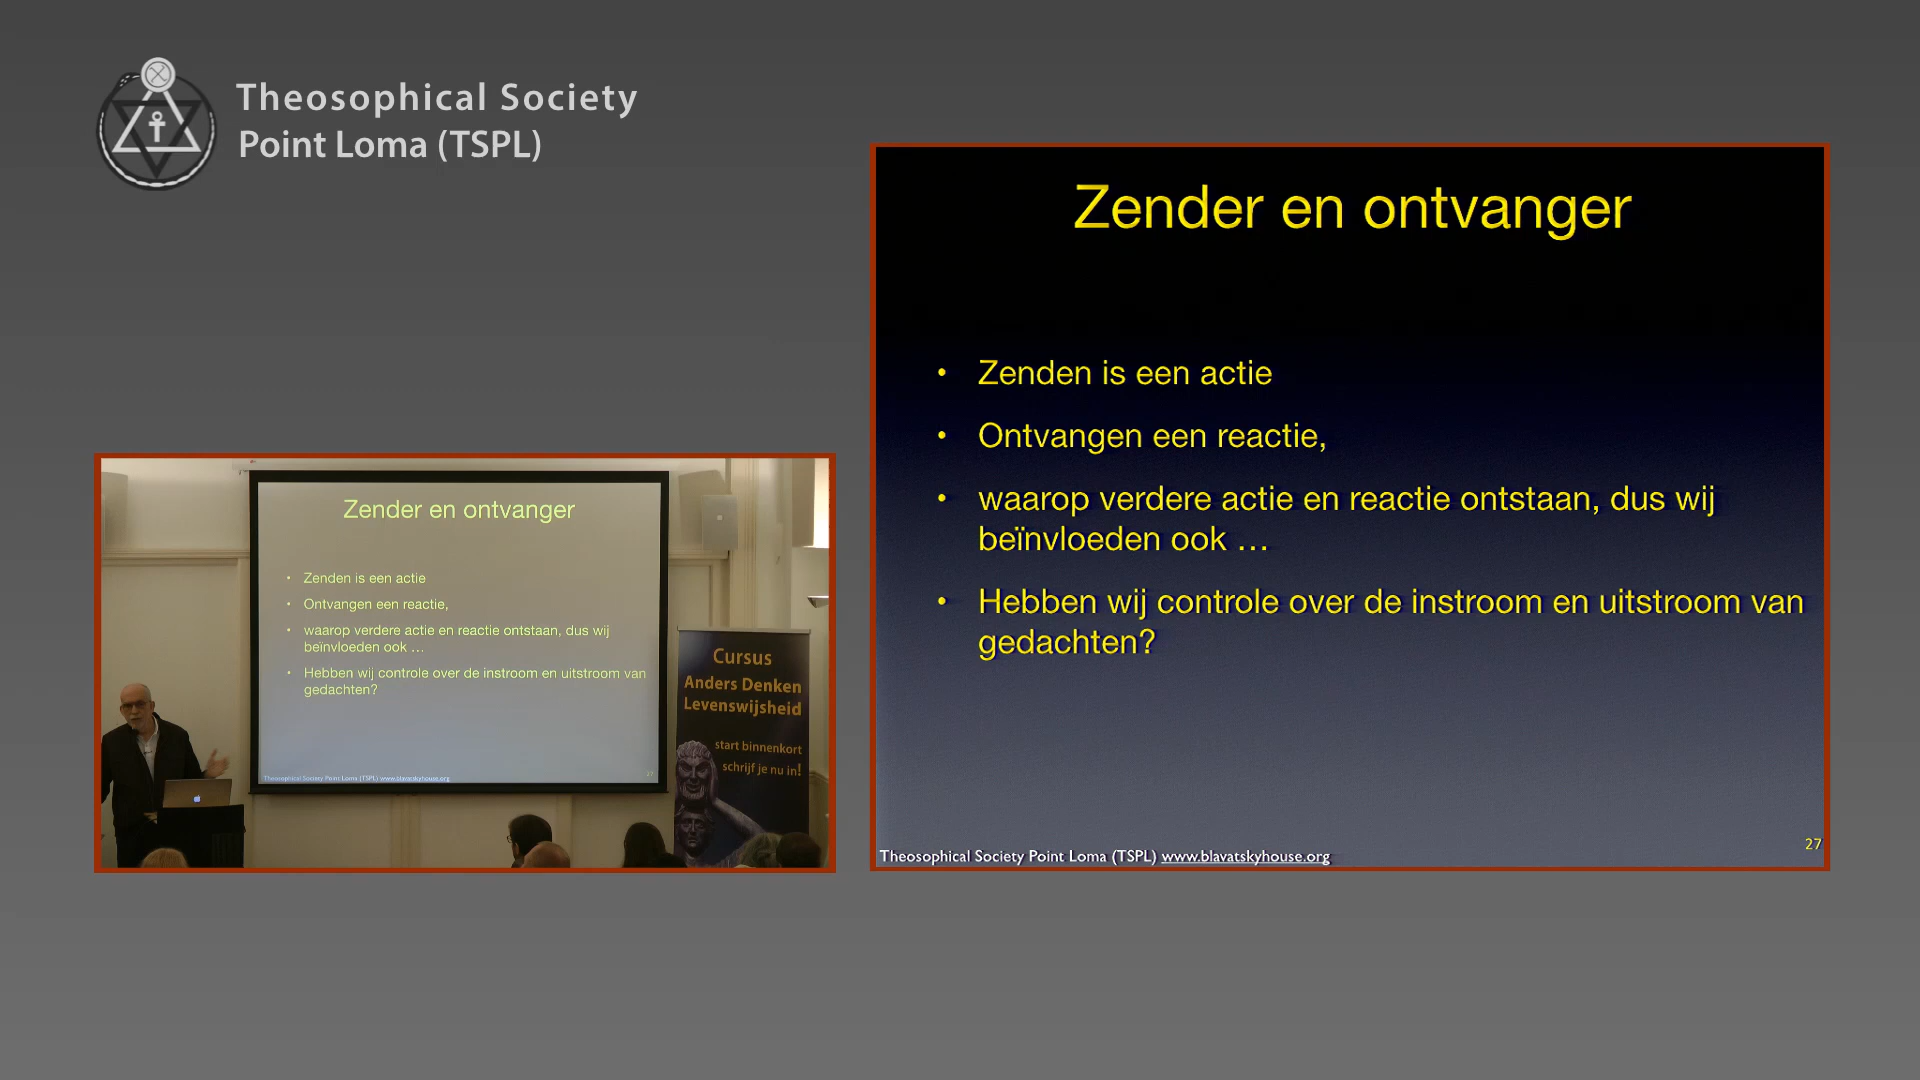 Theosophical Society
Point Loma (TSPL)
Zender en ontvanger
• Zenden is een actie
• Ontvangen een reactie,
• waarop verdere actie en reactie ontstaan, dus wij
beïnvloeden ook …
• Hebben wij controle over de instroom en uitstroom van
gedachten?
Theosophical Society Point Loma (TSPL) www.blavatskyhouse.org
27
Zender en ontvanger
• Zenden is een actie
• Ontvangen een reactie,
• waarop verdere actie en reactie ontstaan, dus wij
beïnvloeden ook …
• Hebben wij controle over de instroom en uitstroom van
gedachten?
Theosophical Society Point Loma (TSPL) www.blavatskyhouse.org
27
Cursus
Anders Denken
Levenswijsheid
start binnenkort
schrijf je nu in!